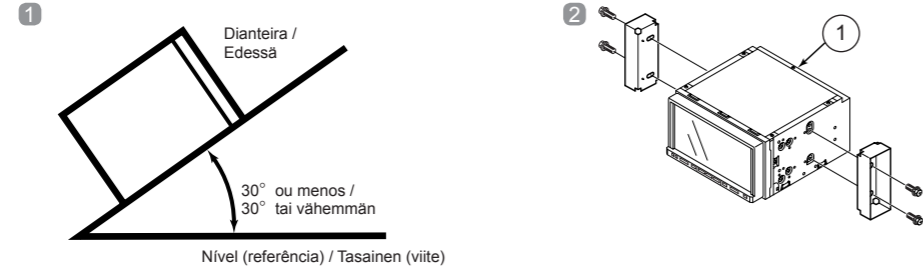 1
Dianteira /
Edessä
30° ou menos /
30° tai vähemmän
Nível (referência) / Tasainen (viite)
2
1